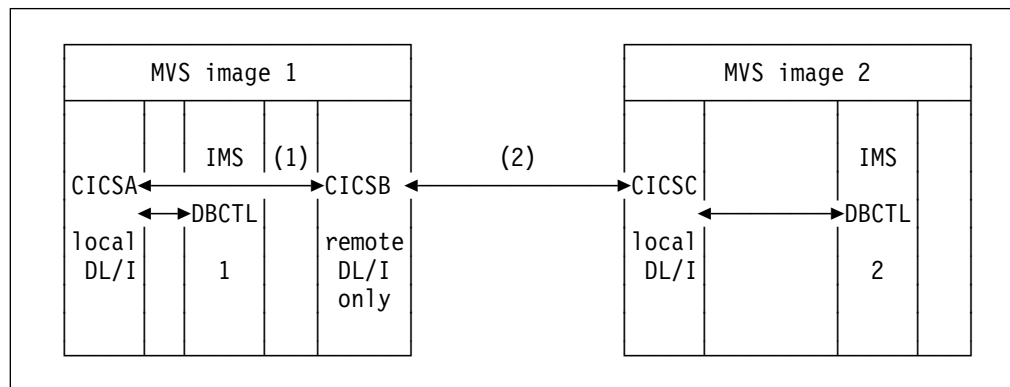 MVS image 1 MVS image 2
IMS (1) (2) IMS
CICSA CICSB CICSC
DBCTL DBCTL
local remote local
DL/I 1 DL/I DL/I 2
only